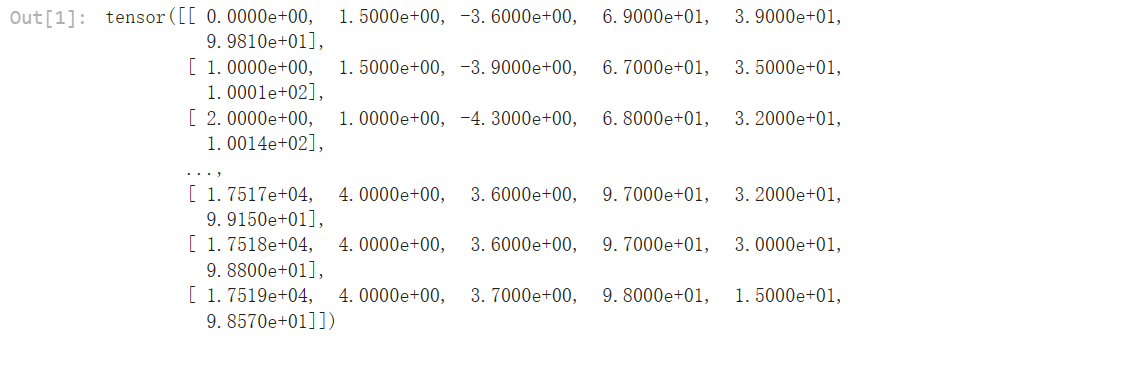 Out[1]: tensor([[ 0.0000e+00, 1.5000e+00, -3.6000e+00, 6.9000e+01, 3.9000e+01,
9.9810e+01],
[ 1.0000e+00, 1.5000e+00, -3.9000e+00, 6.7000e+01, 3.5000e+01,
1.0001e+02],
[ 2.0000e+00, 1.0000e+00, -4.3000e+00, 6.8000e+01, 3.2000e+01,
1.0014e+02],
...,
[ 1.7517e+04, 4.0000e+00, 3.6000e+00, 9.7000e+01, 3.2000e+01,
9.9150e+01],
[ 1.7518e+04, 4.0000e+00, 3.6000e+00, 9.7000e+01, 3.0000e+01,
9.8800e+01],
[ 1.7519e+04, 4.0000e+00, 3.7000e+00, 9.8000e+01, 1.5000e+01,
9.8570e+01]])